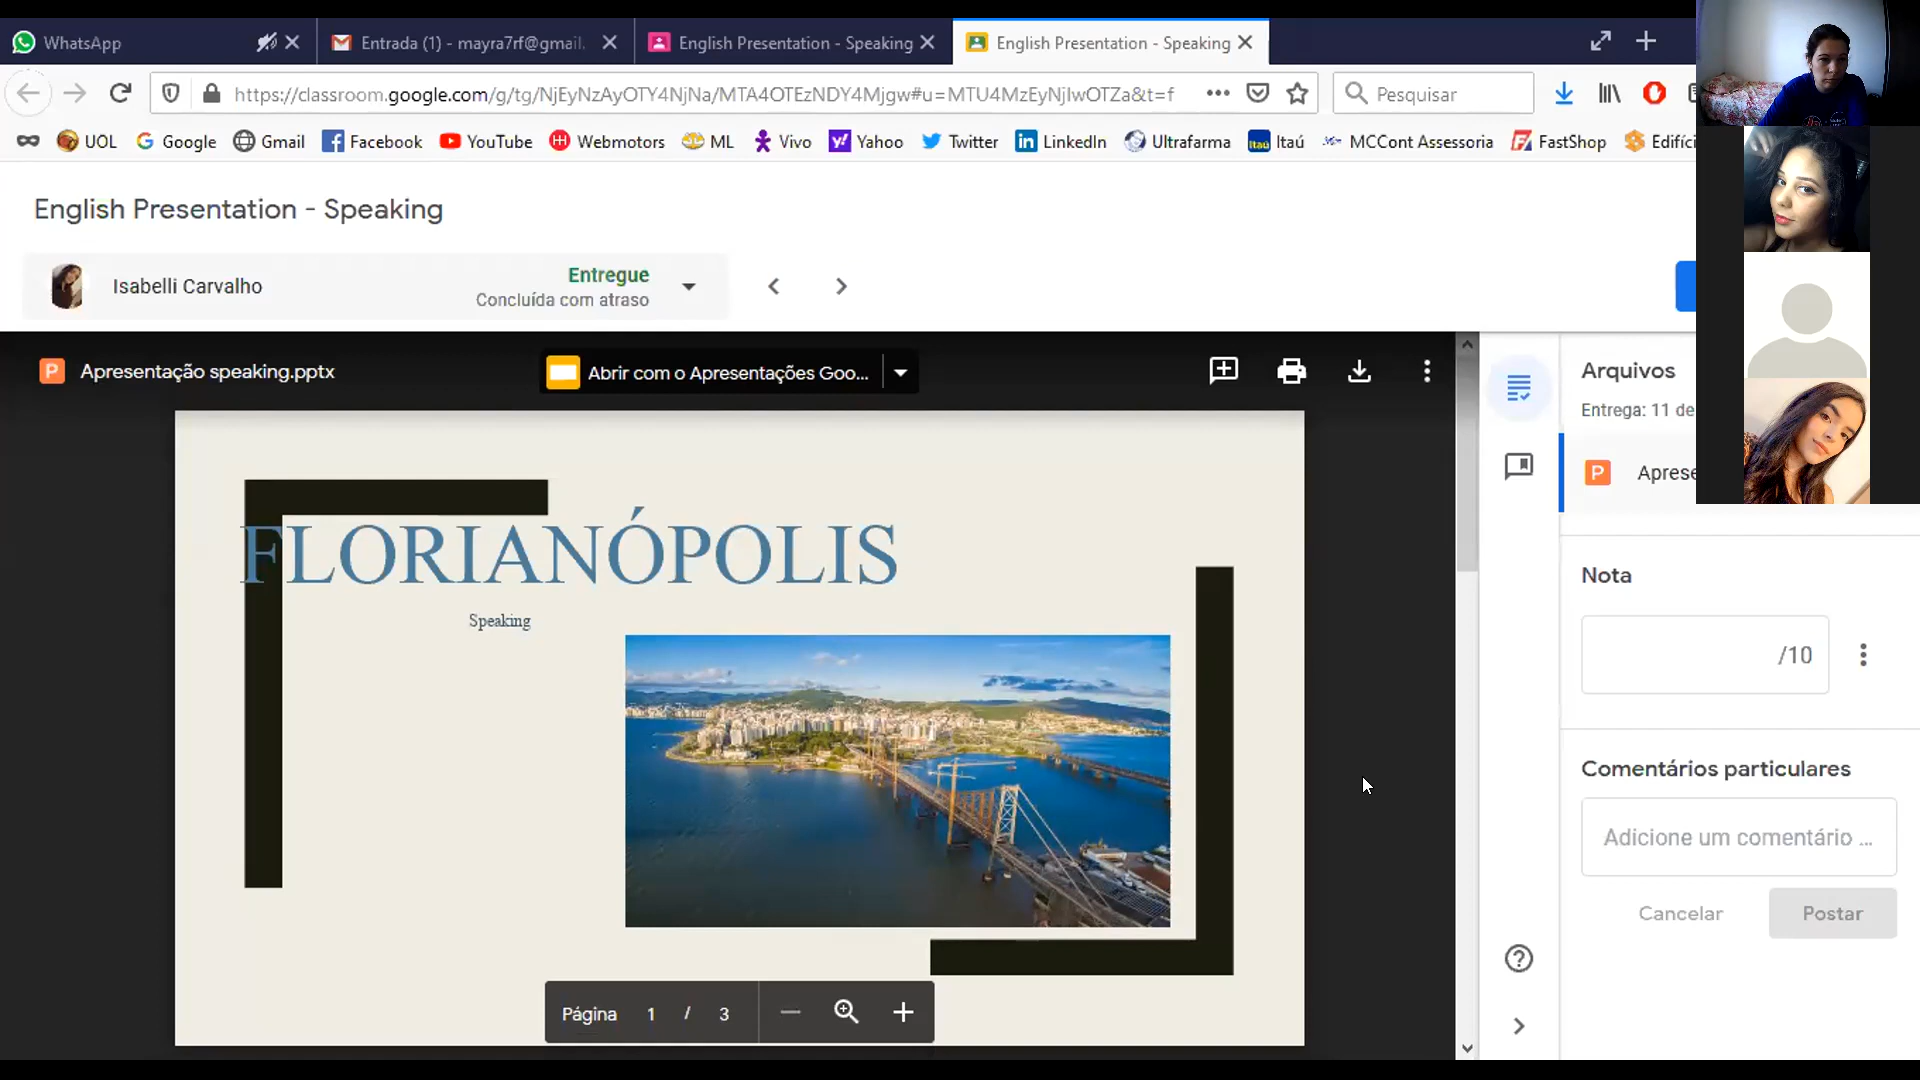 WhatsApp
Entrada (1) - mayra7rf@gmail.
English Presentation - Speaking
English Presentation - Speaking
https://classroom.google.com/g/tg/NjEyNzAyOTY4NjNa/MTA4OTEzNDY4Mjgw#u=MTU4MzEyNjIwOTZa&t=f
Pesquisar
UOL
Google
Gmail
Facebook
YouTube
Webmotors
ML
Vivo
Yahoo
Twitter
LinkedIn
Ultrafarma
Itaú
MCCont Assessoria
FastShop
Edifíci
English Presentation - Speaking
Isabelli Carvalho
Entregue
Concluída com atraso
Apresentação speaking.pptx
Abrir com o Apresentações Goo...
FLORIANÓPOLIS
Speaking
Página 1 / 3
Arquivos
Entrega: 11 de
Aprese
Nota
/10
Comentários particulares
Adicione um comentário ...
Cancelar
Postar